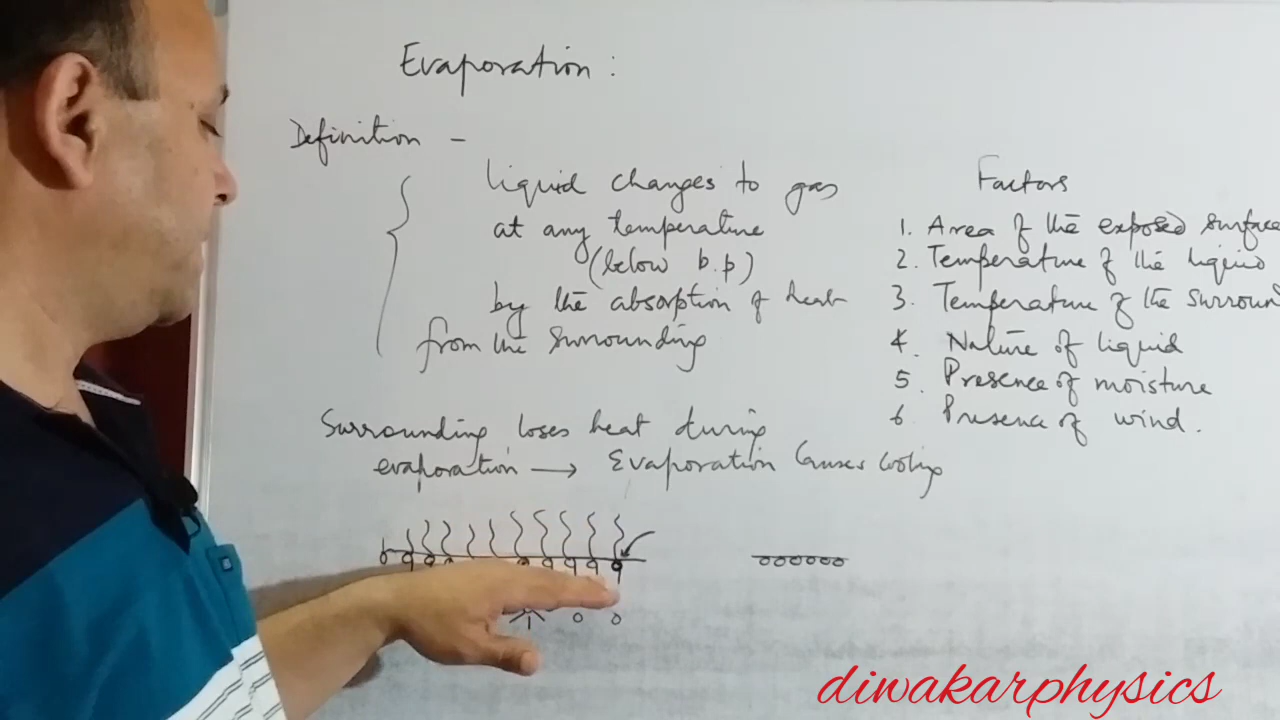 Evaporation :
Definition -
liquid changes to gas
at any temperature
(below b.p)
by the absorption of heat
from the surrounding
Surrounding loses heat during
evaporation → Evaporation Causes Cooling
Factors
1. Area of the exposed surface
2. Temperature of the liquid
3. Temperature of the surroun
4. Nature of liquid
5. Presence of moisture
6 Presence of wind.
diwakarphysics